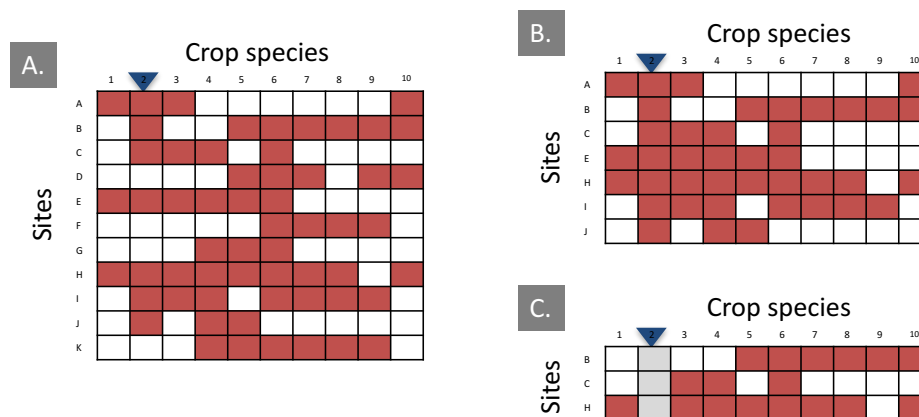 A.
Crop species
1 2 3 4 5 6 7 8 9 10
Sites
A
B
C
D
E
F
G
H
I
J
K
B.
Crop species
1 2 3 4 5 6 7 8 9 10
Sites
A
B
C
E
H
I
J
C.
Crop species
1 2 3 4 5 6 7 8 9 10
Sites
B
C
H